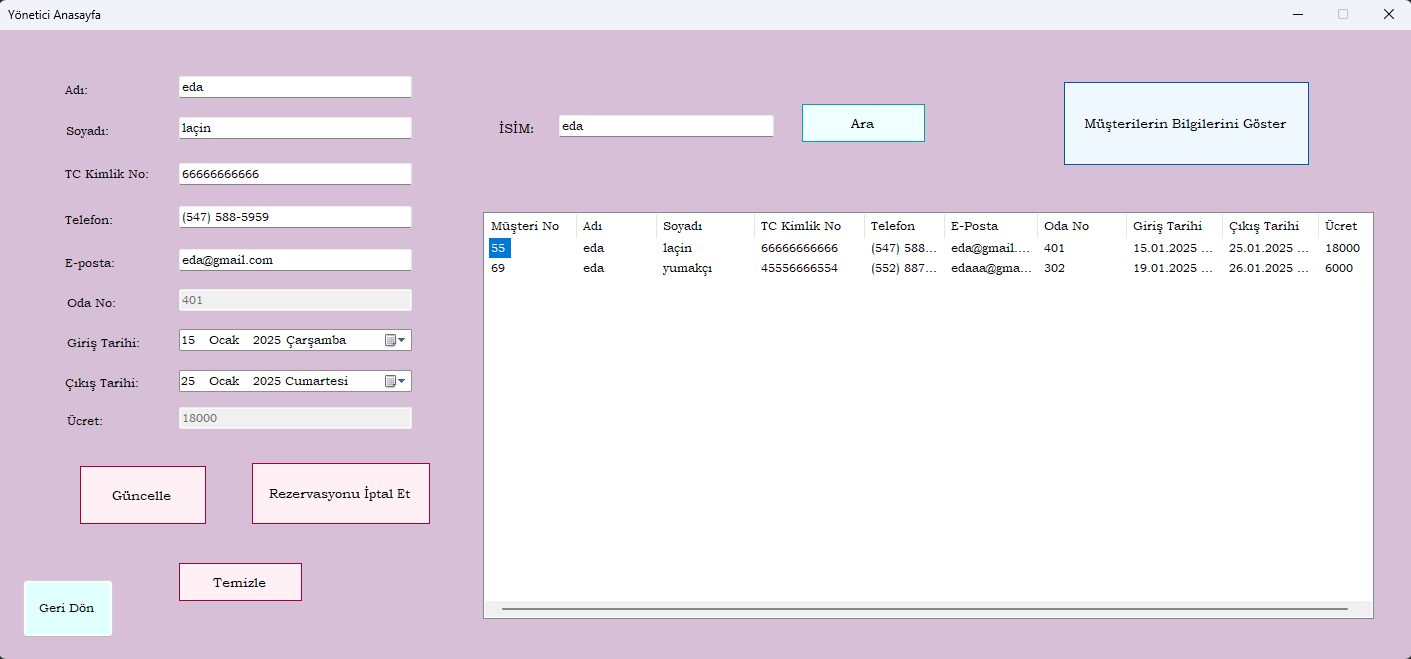 Yönetici Anasayfa
Adı: eda
Soyadı: laçin
TC Kimlik No: 66666666666
Telefon: (547) 588-5959
E-posta: eda@gmail.com
Oda No: 401
Giriş Tarihi: 15 Ocak 2025 Çarşamba
Çıkış Tarihi: 25 Ocak 2025 Cumartesi
Ücret: 18000
Güncelle
Rezervasyonu İptal Et
Temizle
Geri Dön
İSİM: eda
Ara
Müşterilerin Bilgilerini Göster
Müşteri No Adı Soyadı TC Kimlik No Telefon E-Posta Oda No Giriş Tarihi Çıkış Tarihi Ücret
55 eda laçin 66666666666 (547) 588... eda@gmail.... 401 15.01.2025 ... 25.01.2025 ... 18000
69 eda yumakçı 45556666554 (552) 887... edaaa@gma... 302 19.01.2025 ... 26.01.2025 ... 6000